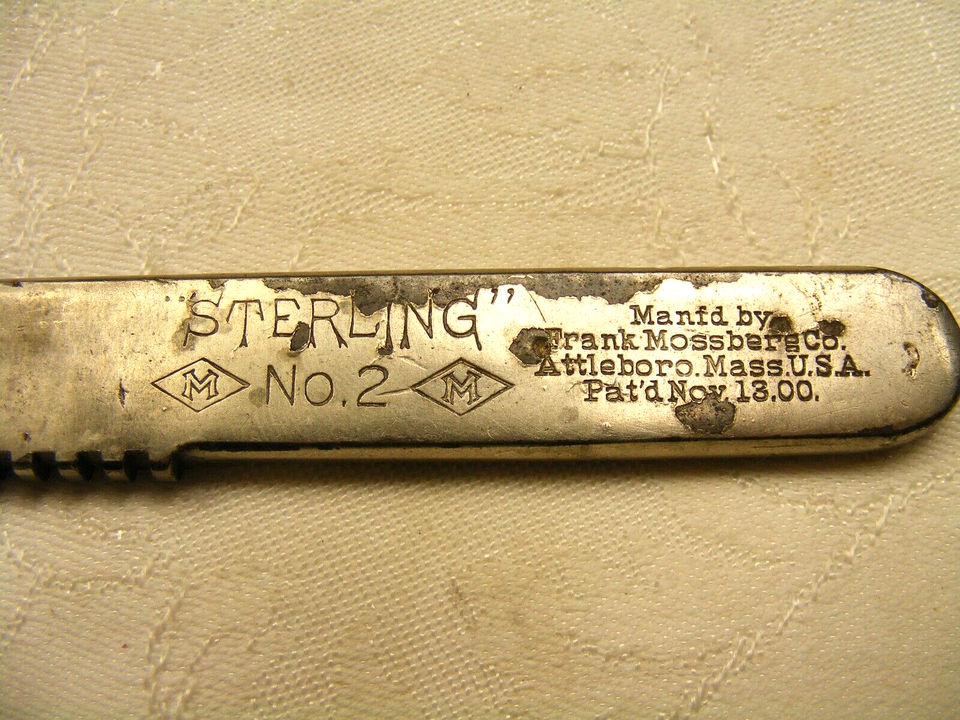 "STERLING"
M No. 2 M
Manfd by
Frank Mossberg Co.
Attleboro. Mass. U.S.A.
Pat'd Nov. 13.00.